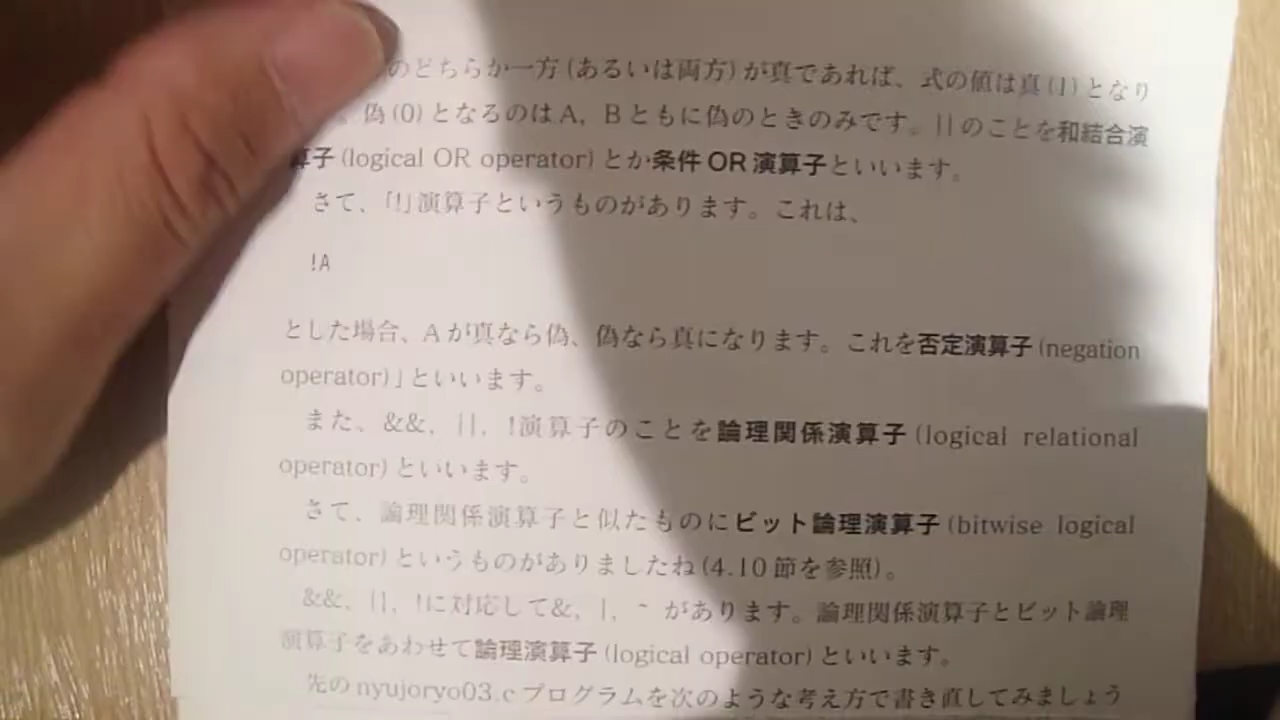 のどちらか一方(あるいは両方)が真であれば、式の値は真(1)となり
偽(0)となるのはA，Bともに偽のときのみです。||のことを和結合演
算子(logical OR operator)とか条件OR演算子といいます。
さて、「!」演算子というものがあります。これは、
!A
とした場合、Aが真なら偽、偽なら真になります。これを否定演算子(negation
operator)」といいます。
また、&&，||，!演算子のことを論理関係演算子(logical relational
operator)といいます。
さて、論理関係演算子と似たものにビット論理演算子(bitwise logical
operator)というものがありましたね(4.10節を参照)。
&&，||，!に対応して&，|，~ があります。論理関係演算子とビット論理
演算子をあわせて論理演算子(logical operator)といいます。
先のnyujoryo03.cプログラムを次のような考え方で書き直してみましょう